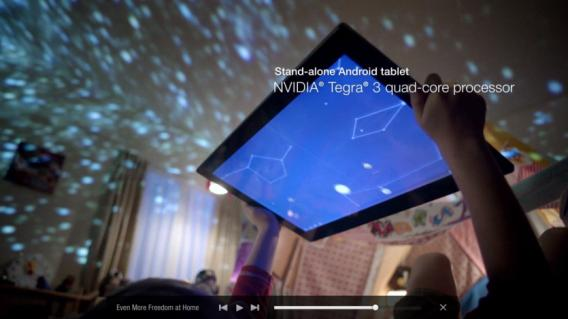 Stand-alone Android tablet
NVIDIA® Tegra® 3 quad-core processor
Even More Freedom at Home